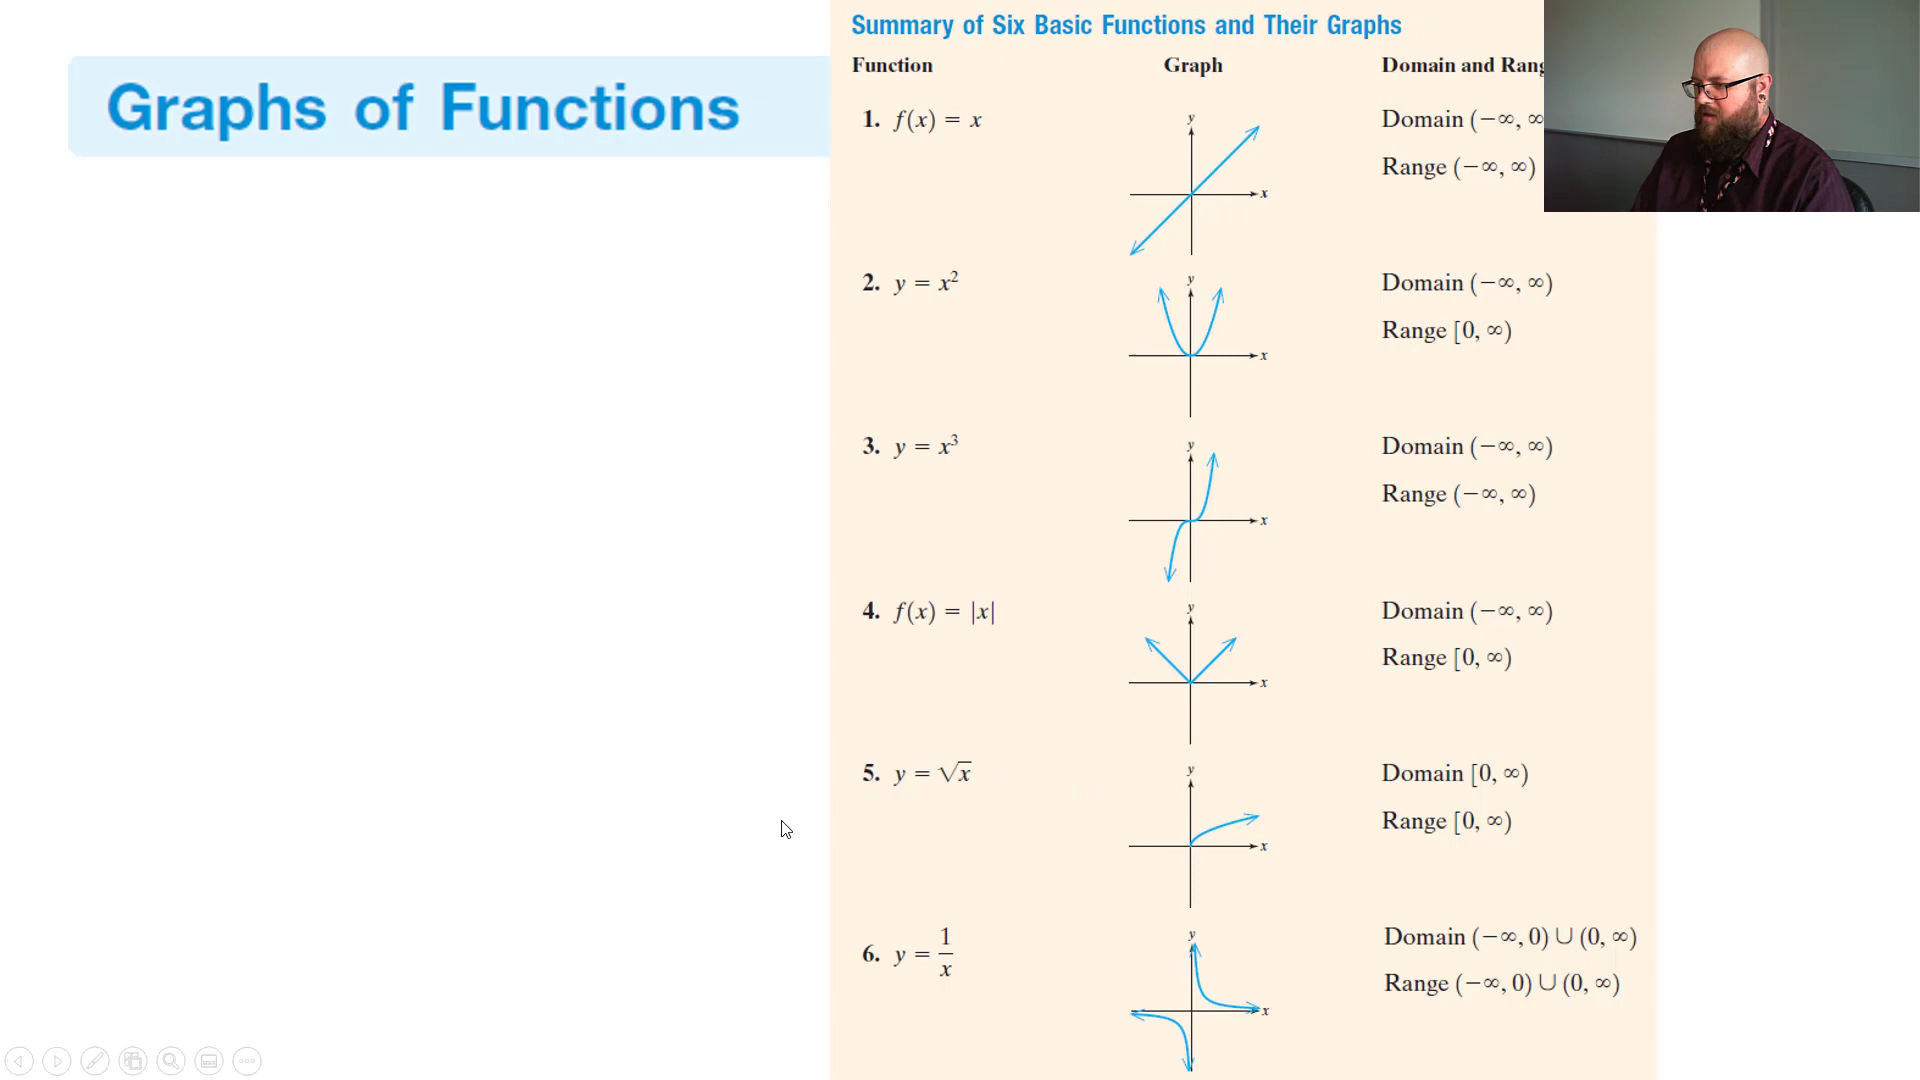 Graphs of Functions
Summary of Six Basic Functions and Their Graphs
Function Graph Domain and Rang
1. f(x) = x
y
x
Domain (−∞, ∞
Range (−∞, ∞)
2. y = x²
y
x
Domain (−∞, ∞)
Range [0, ∞)
3. y = x³
y
x
Domain (−∞, ∞)
Range (−∞, ∞)
4. f(x) = |x|
y
x
Domain (−∞, ∞)
Range [0, ∞)
5. y = √x
y
x
Domain [0, ∞)
Range [0, ∞)
6. y = 1/x
y
x
Domain (−∞, 0) ∪ (0, ∞)
Range (−∞, 0) ∪ (0, ∞)